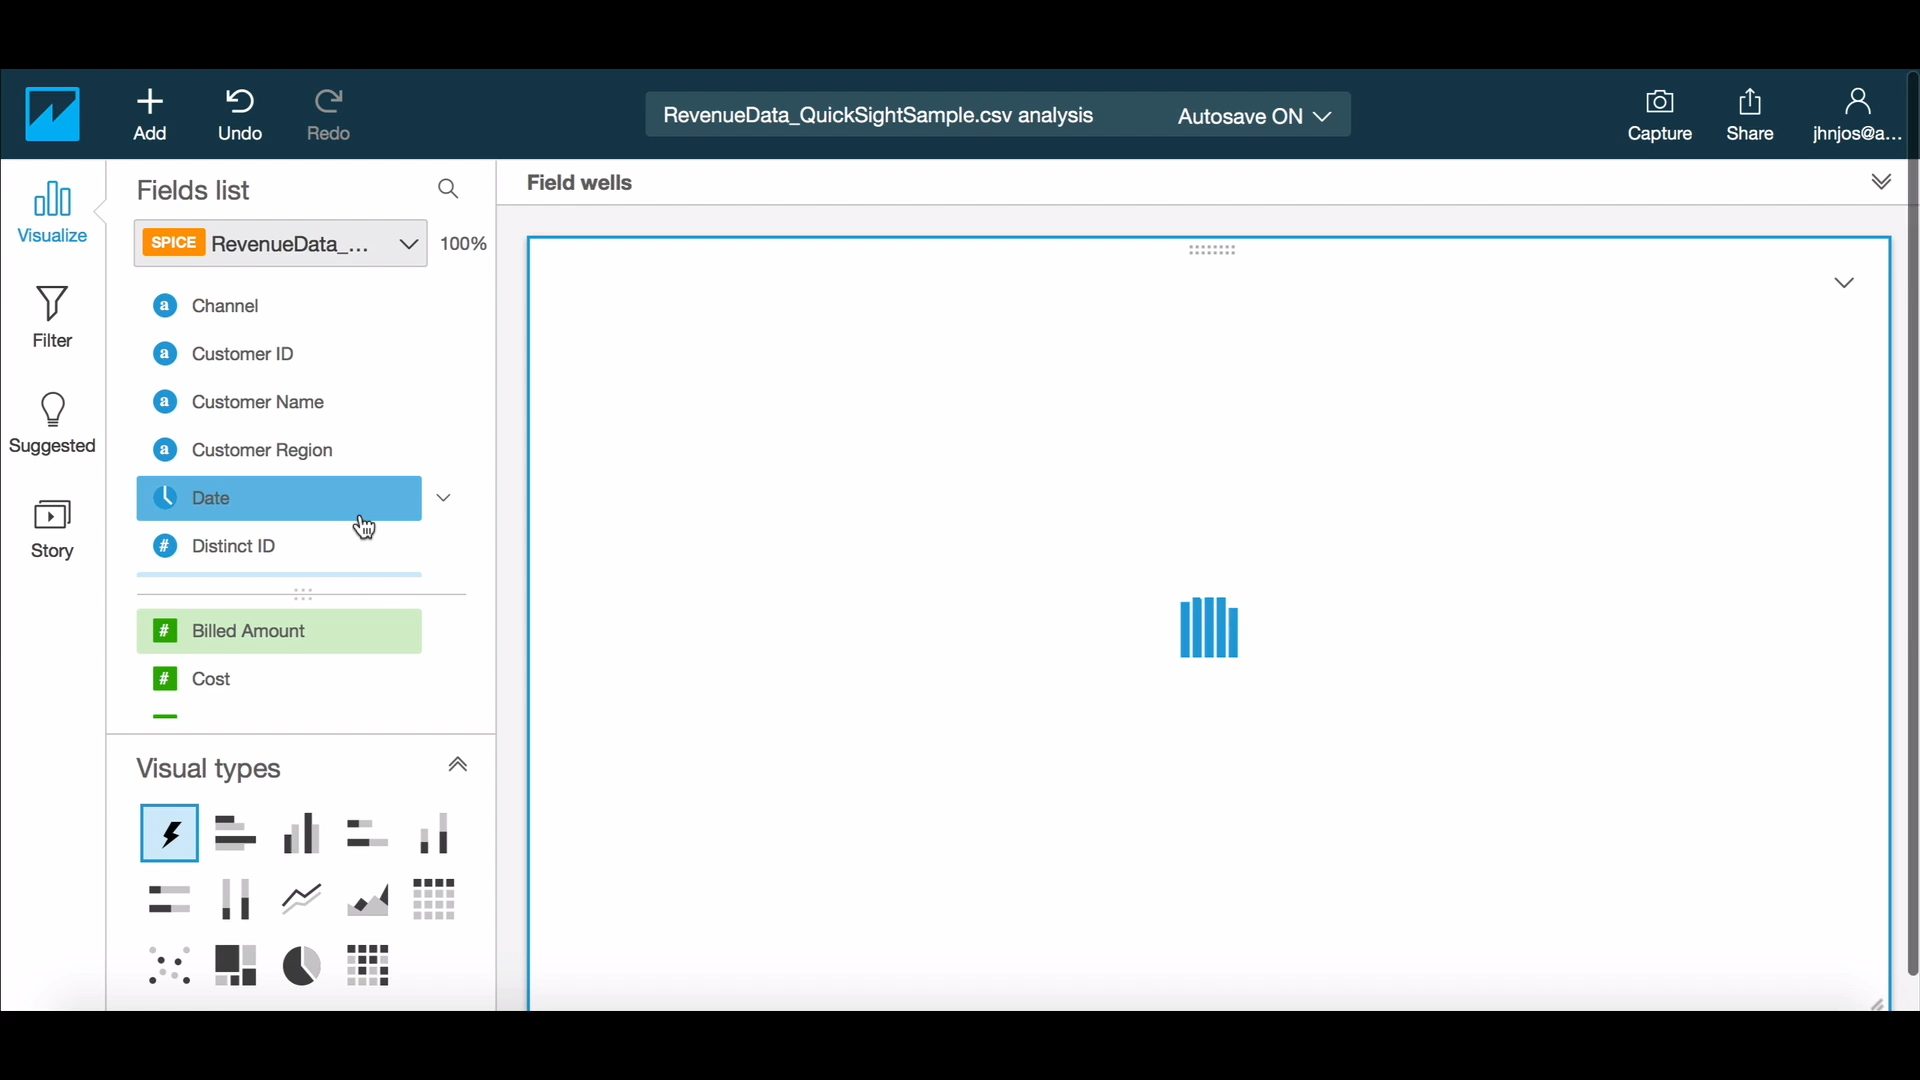 Add
Undo
Redo
RevenueData_QuickSightSample.csv analysis
Autosave ON
Capture
Share
jhnjos@a...
Visualize
Filter
Suggested
Story
Fields list
SPICE RevenueData_... 100%
a Channel
a Customer ID
a Customer Name
a Customer Region
Date
# Distinct ID
# Billed Amount
# Cost
Visual types
Field wells